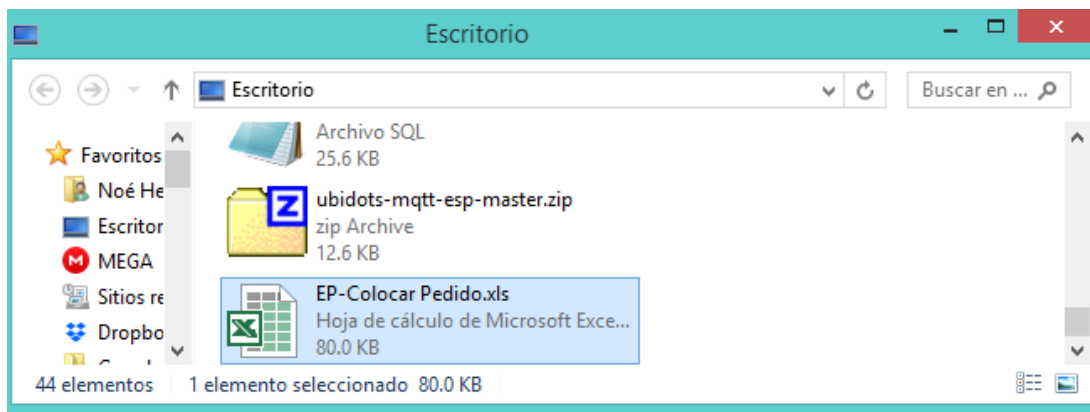 Escritorio
Escritorio
Buscar en ...
Favoritos
Noé He
Escritor
MEGA
Sitios re
Dropbo
Archivo SQL
25.6 KB
ubidots-mqtt-esp-master.zip
zip Archive
12.6 KB
EP-Colocar Pedido.xls
Hoja de cálculo de Microsoft Exce...
80.0 KB
44 elementos
1 elemento seleccionado 80.0 KB